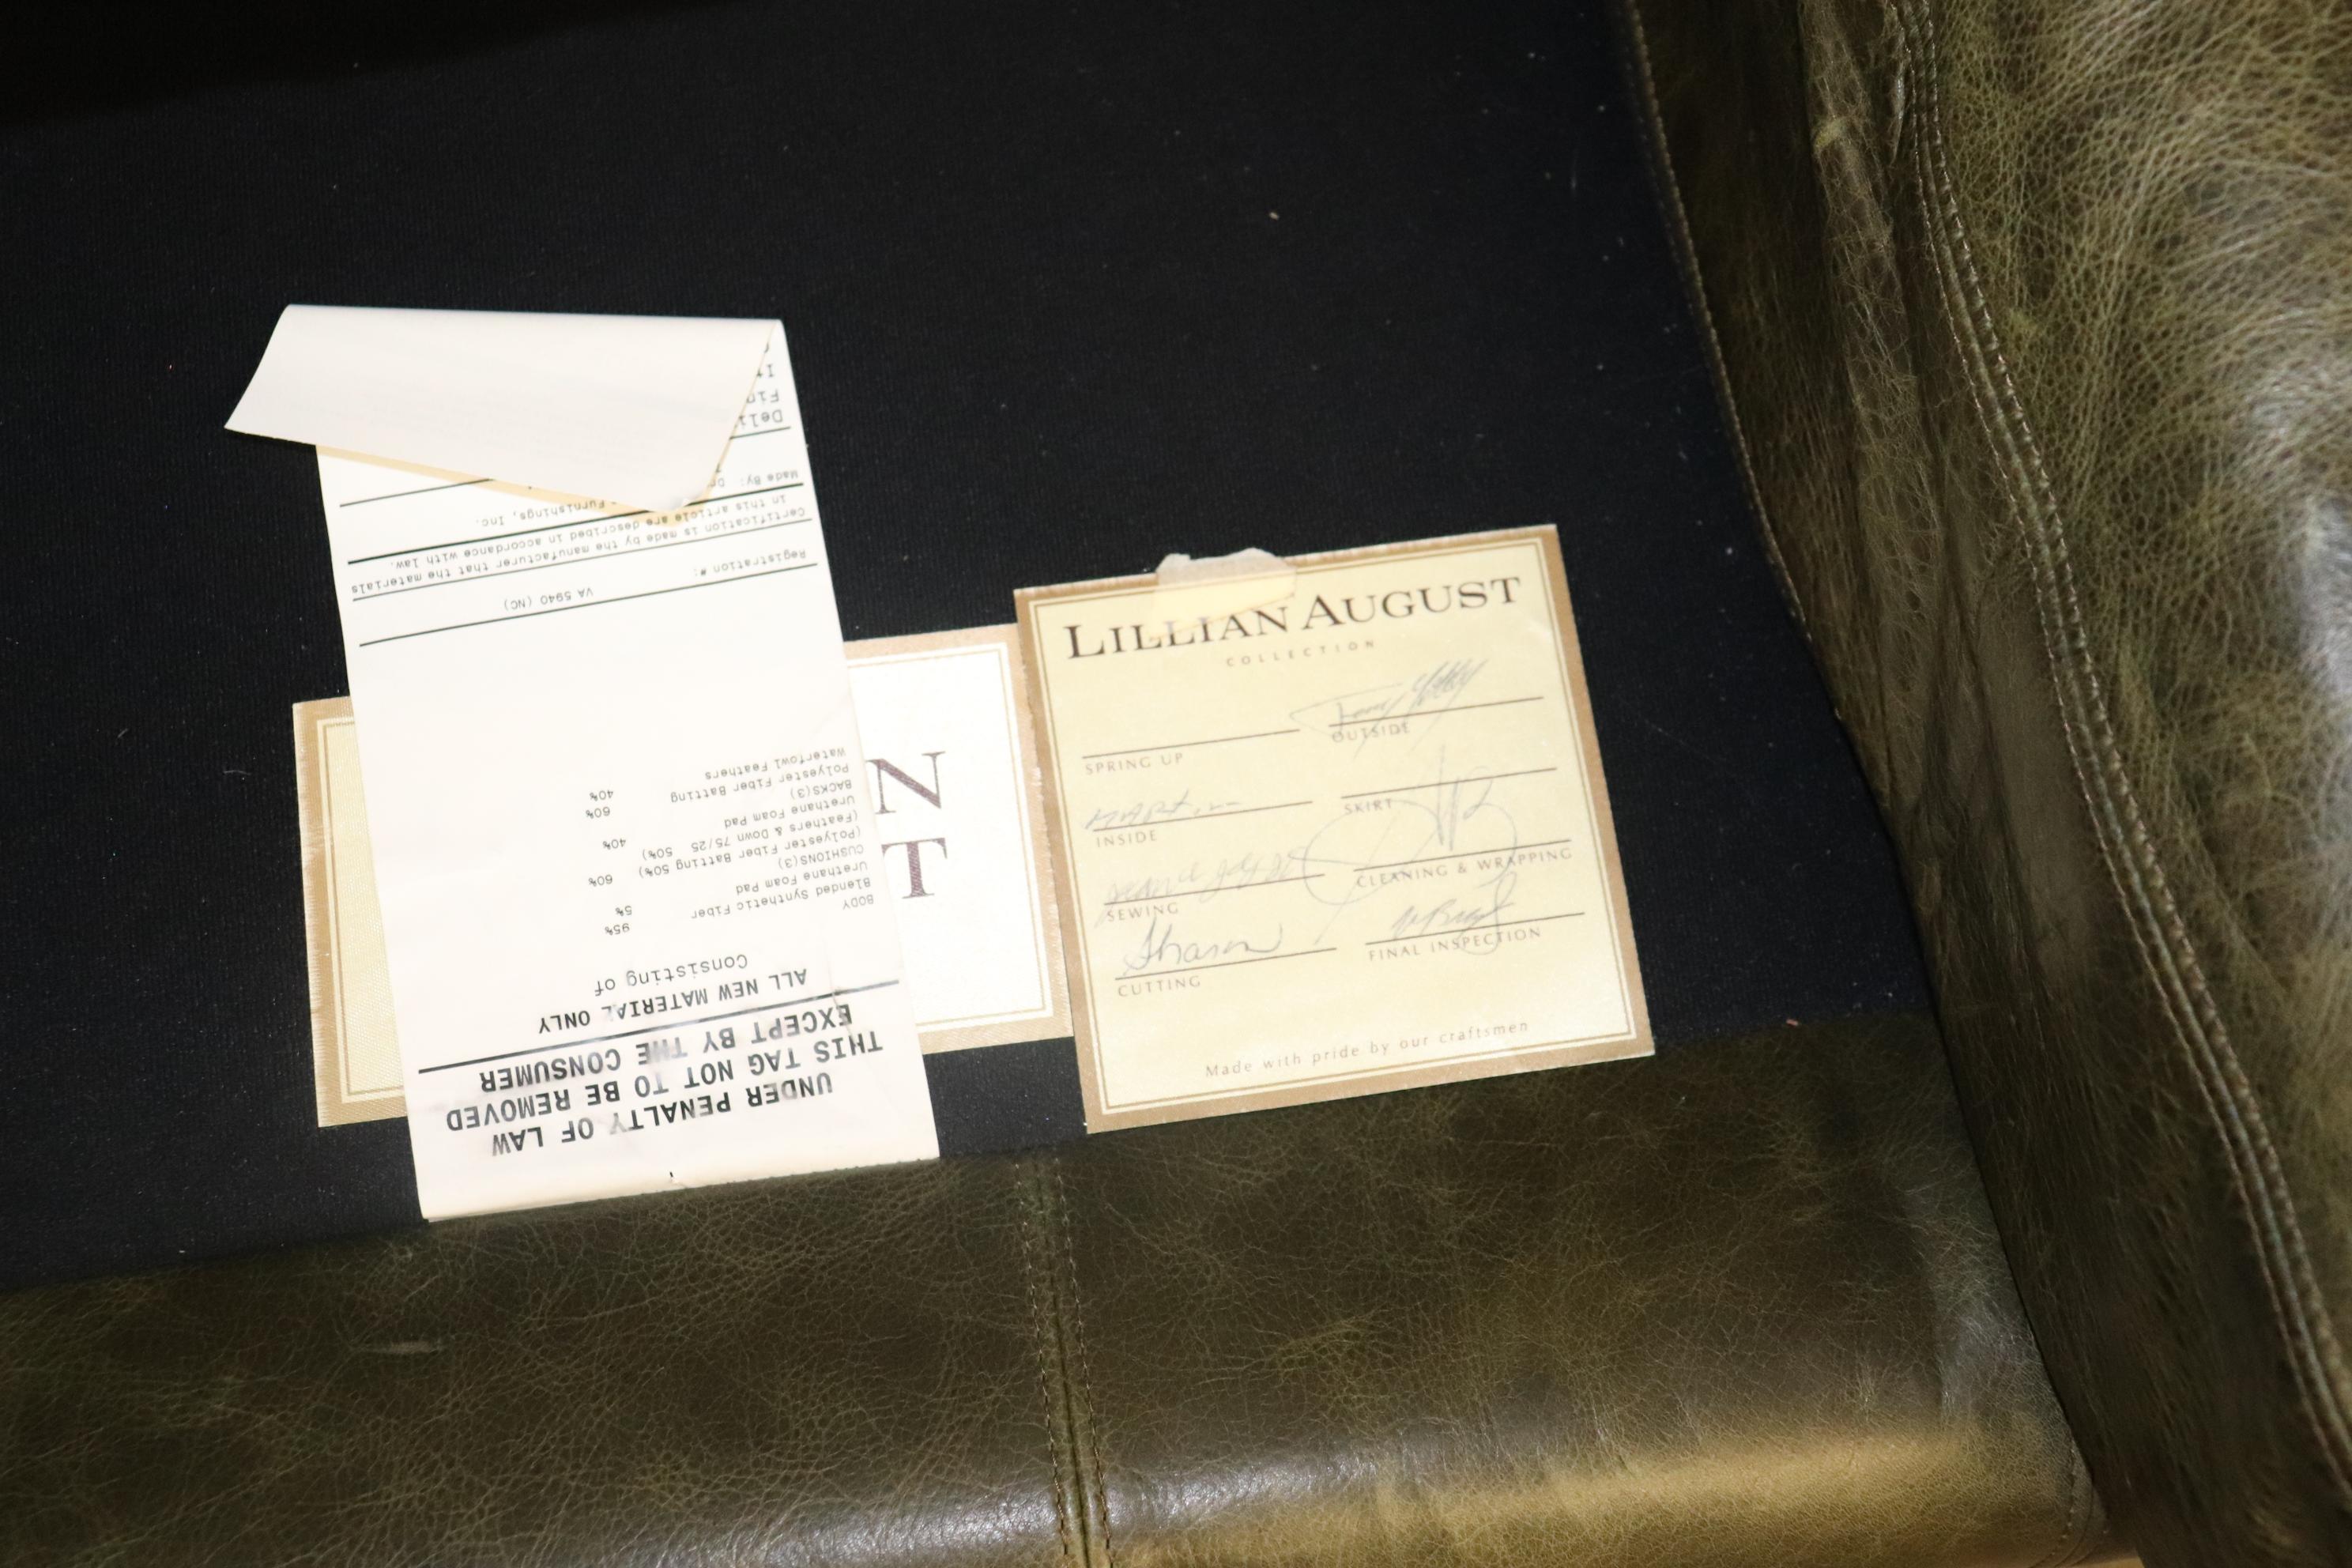 UNDER PENALTY OF LAW
THIS TAG NOT TO BE REMOVED
EXCEPT BY THE CONSUMER
ALL NEW MATERIAL ONLY
Consisting of
BODY
Blended Synthetic Fiber 95%
Urethane Foam Pad 5%
CUSHIONS(3)
(Polyester Fiber Batting 50%) 60%
(Feathers & Down 75/25 50%)
Urethane Foam Pad 40%
BACKS(3)
Polyester Fiber Batting 60%
Waterfowl Feathers 40%
VA 5940 (NC)
Registration #:
Certification is made by the manufacturer that the materials
in this article are described in accordance with law.
Made By: Furnishings, Inc.
N
T
LILLIAN AUGUST
COLLECTION
SPRING UP
OUTSIDE
Martin
INSIDE
SKIRT
SEWING
CLEANING & WRAPPING
Sharon
CUTTING
FINAL INSPECTION
Made with pride by our craftsmen